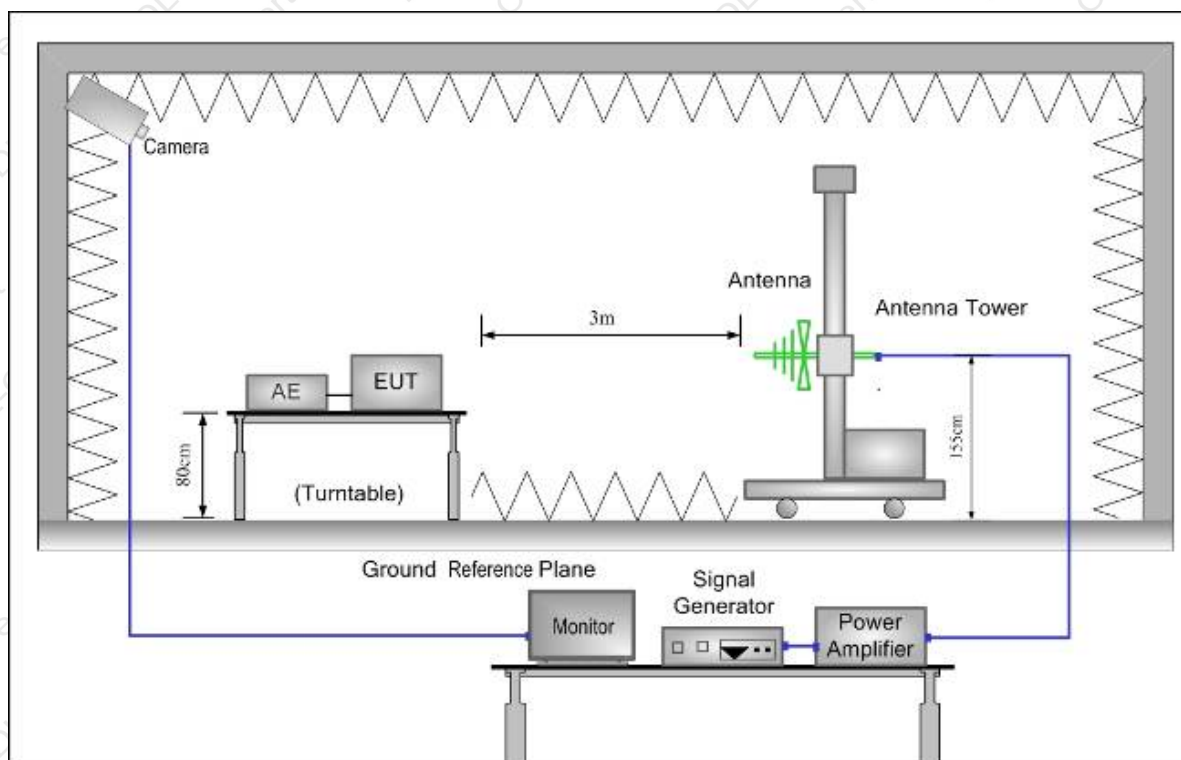 Camera
Antenna
3m
Antenna Tower
AE
EUT
80cm
155cm
(Turntable)
Ground Reference Plane
Signal
Generator
Monitor
Power
Amplifier